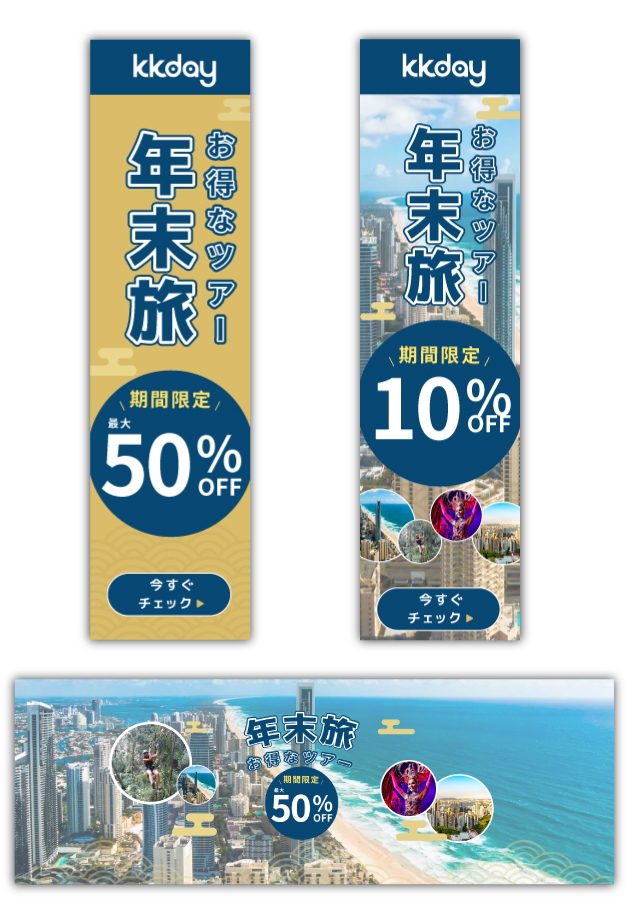 kkday
お得なツアー
年末旅
期間限定
最大
50%
OFF
今すぐ
チェック▶
kkday
お得なツアー
年末旅
期間限定
10%
OFF
今すぐ
チェック▶
年末旅
お得なツアー
期間限定
最大
50%
OFF